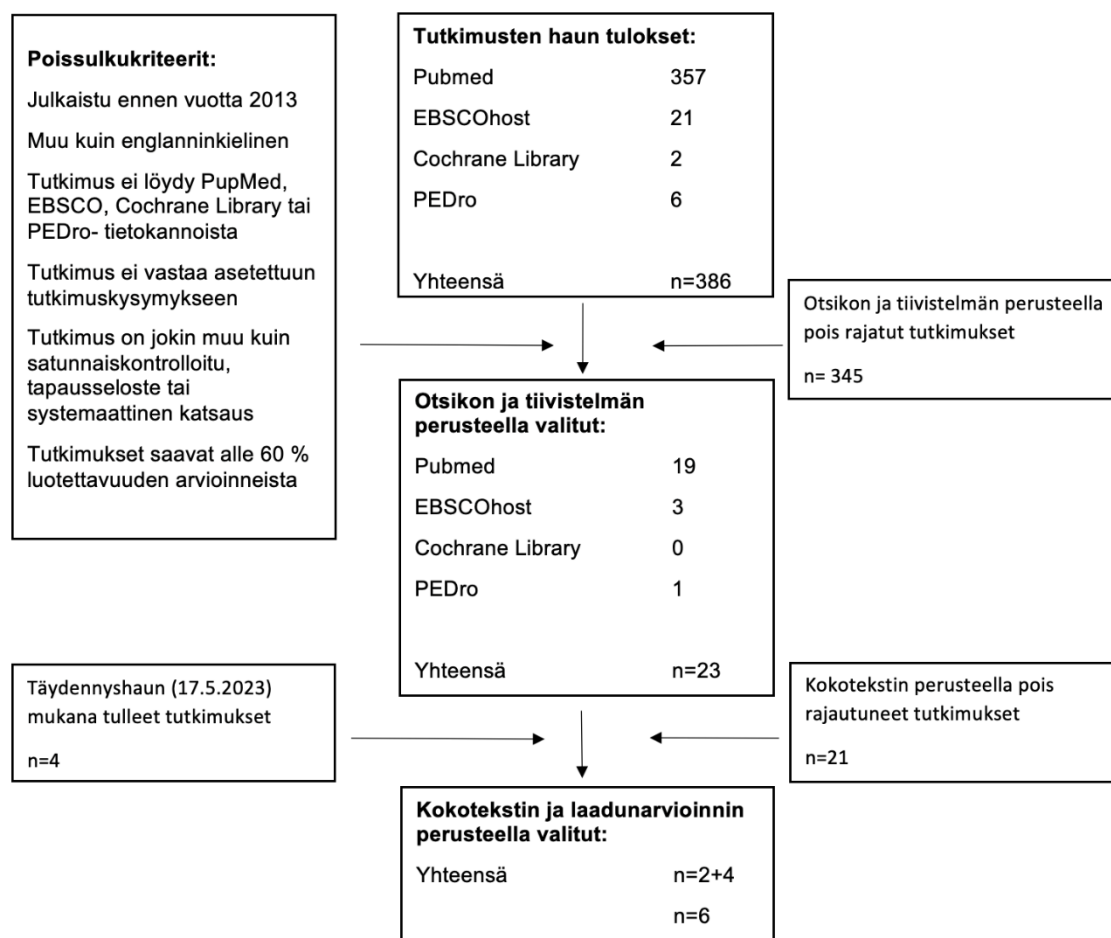 Poissulkukriteerit:
Julkaistu ennen vuotta 2013
Muu kuin englanninkielinen
Tutkimus ei löydy PupMed,
EBSCO, Cochrane Library tai
PEDro- tietokannoista
Tutkimus ei vastaa asetettuun
tutkimuskysymykseen
Tutkimus on jokin muu kuin
satunnaiskontrolloitu,
tapausseloste tai
systemaattinen katsaus
Tutkimukset saavat alle 60 %
luotettavuuden arvioinneista
Tutkimusten haun tulokset:
Pubmed 357
EBSCOhost 21
Cochrane Library 2
PEDro 6
Yhteensä n=386
Otsikon ja tiivistelmän perusteella
pois rajatut tutkimukset
n= 345
Otsikon ja tiivistelmän
perusteella valitut:
Pubmed 19
EBSCOhost 3
Cochrane Library 0
PEDro 1
Yhteensä n=23
Täydennyshaun (17.5.2023)
mukana tulleet tutkimukset
n=4
Kokotekstin perusteella pois
rajautuneet tutkimukset
n=21
Kokotekstin ja laadunarvioinnin
perusteella valitut:
Yhteensä n=2+4
n=6